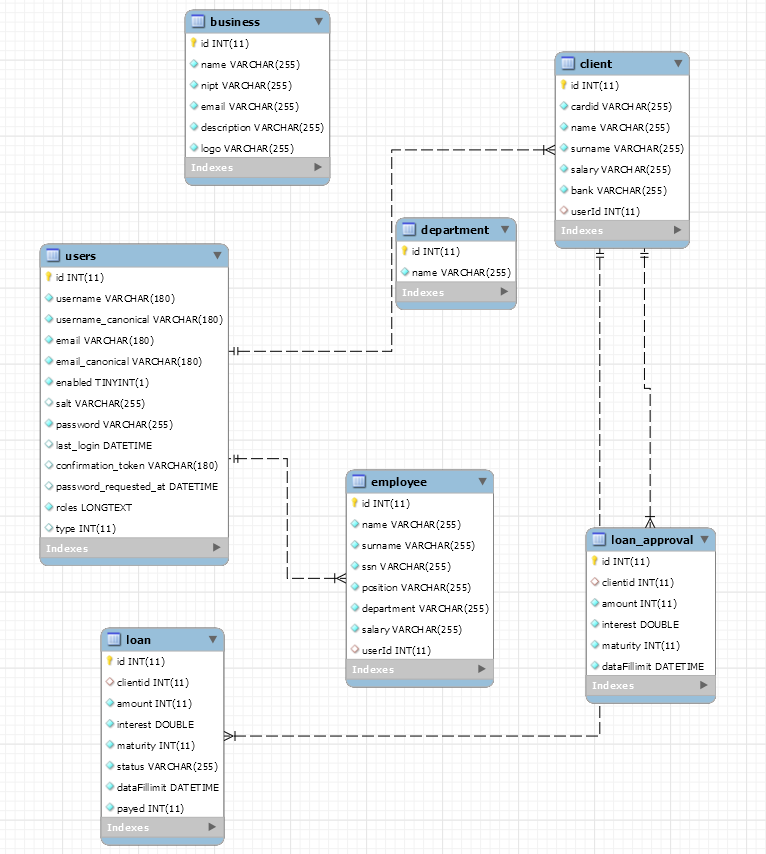 business
id INT(11)
name VARCHAR(255)
nipt VARCHAR(255)
email VARCHAR(255)
description VARCHAR(255)
logo VARCHAR(255)
Indexes
client
id INT(11)
cardid VARCHAR(255)
name VARCHAR(255)
surname VARCHAR(255)
salary VARCHAR(255)
bank VARCHAR(255)
userId INT(11)
Indexes
department
id INT(11)
name VARCHAR(255)
Indexes
users
id INT(11)
username VARCHAR(180)
username_canonical VARCHAR(180)
email VARCHAR(180)
email_canonical VARCHAR(180)
enabled TINYINT(1)
salt VARCHAR(255)
password VARCHAR(255)
last_login DATETIME
confirmation_token VARCHAR(180)
password_requested_at DATETIME
roles LONGTEXT
type INT(11)
Indexes
employee
id INT(11)
name VARCHAR(255)
surname VARCHAR(255)
ssn VARCHAR(255)
position VARCHAR(255)
department VARCHAR(255)
salary VARCHAR(255)
userId INT(11)
Indexes
loan_approval
id INT(11)
clientid INT(11)
amount INT(11)
interest DOUBLE
maturity INT(11)
dataFillimit DATETIME
Indexes
loan
id INT(11)
clientid INT(11)
amount INT(11)
interest DOUBLE
maturity INT(11)
status VARCHAR(255)
dataFillimit DATETIME
payed INT(11)
Indexes